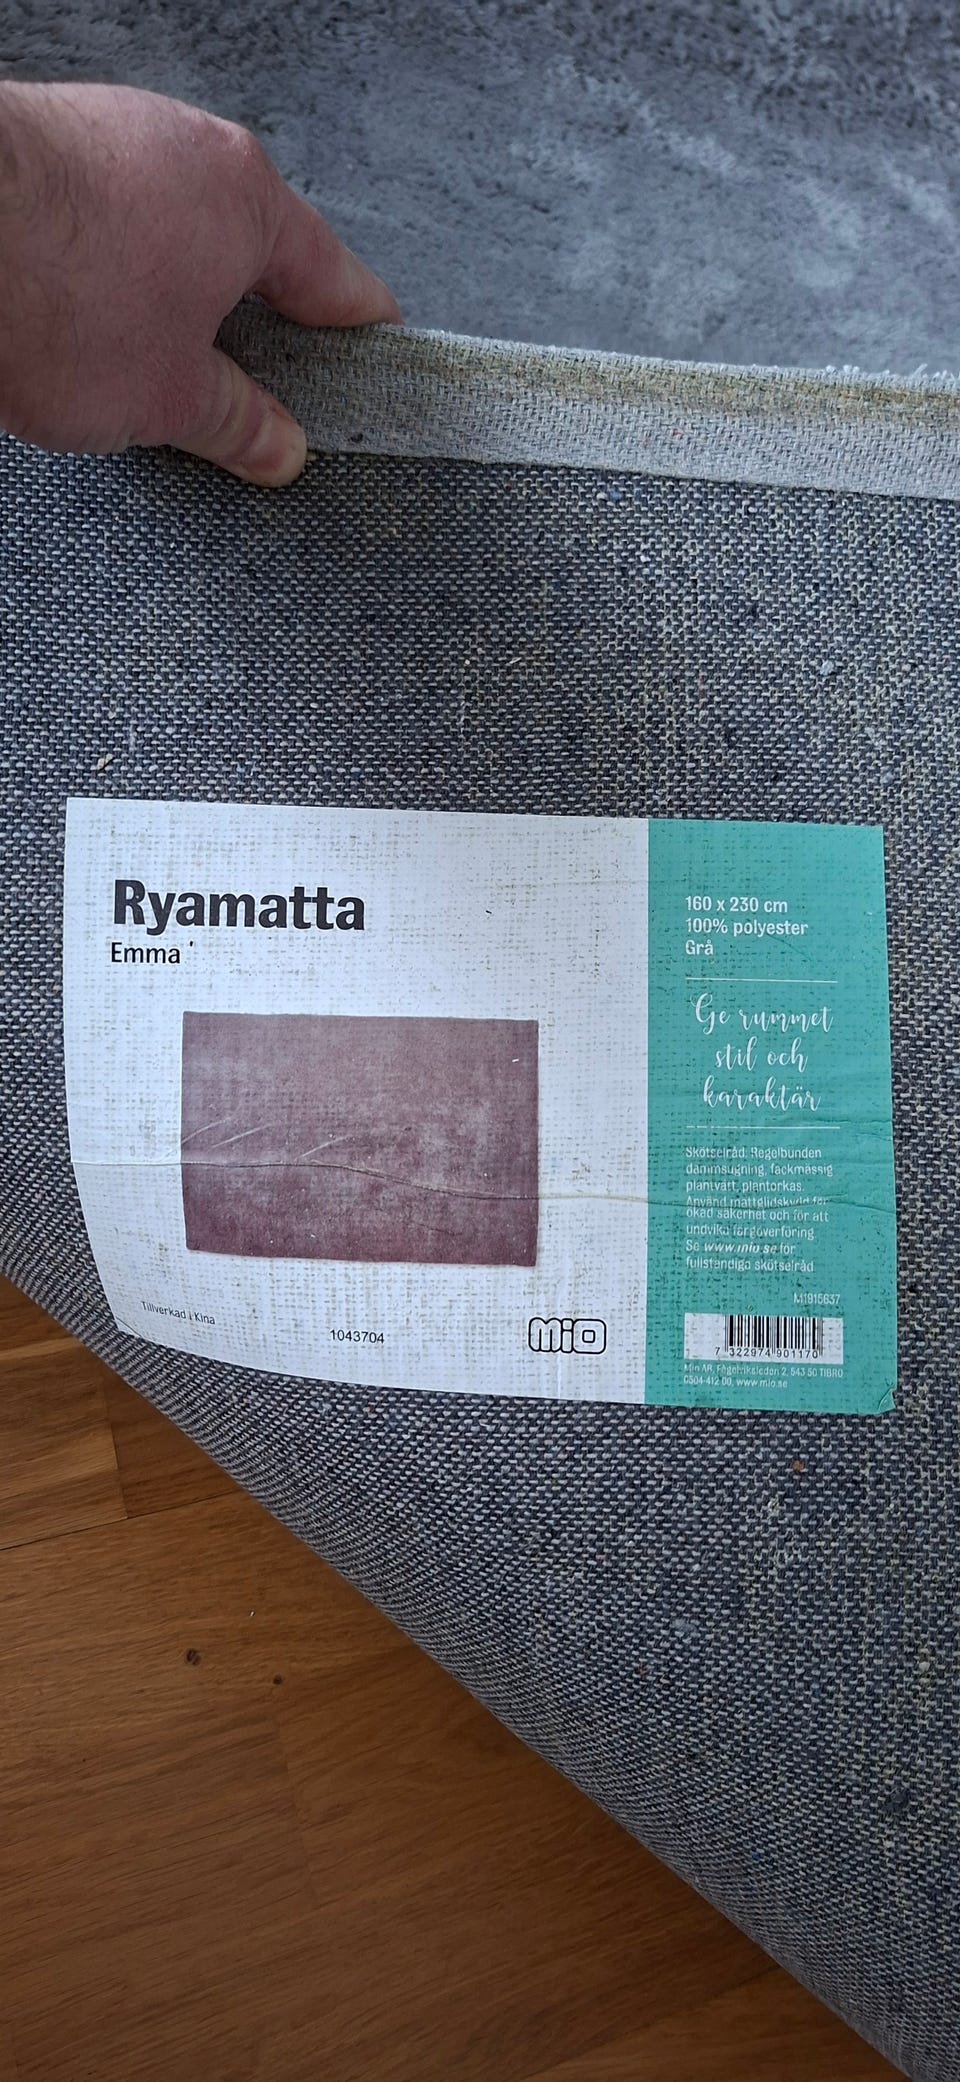 Ryamatta
Emma
160 x 230 cm
100% polyester
Grå
Ge rummet
stil och
karaktär
Skötselråd: Regelbunden
dammsugning, fackmässig
plantvätt, plantorkas.
Använd mattglidskydd för
ökad säkerhet och för att
undvika färgöverföring
Se www.mio.se för
fullständiga skötselråd
M1915637
7 322974 901170
Mio AB, Fågelviksleden 2, 543 50 TIBRO
0504-412 00, www.mio.se
Tillverkad i Kina
1043704
MiO